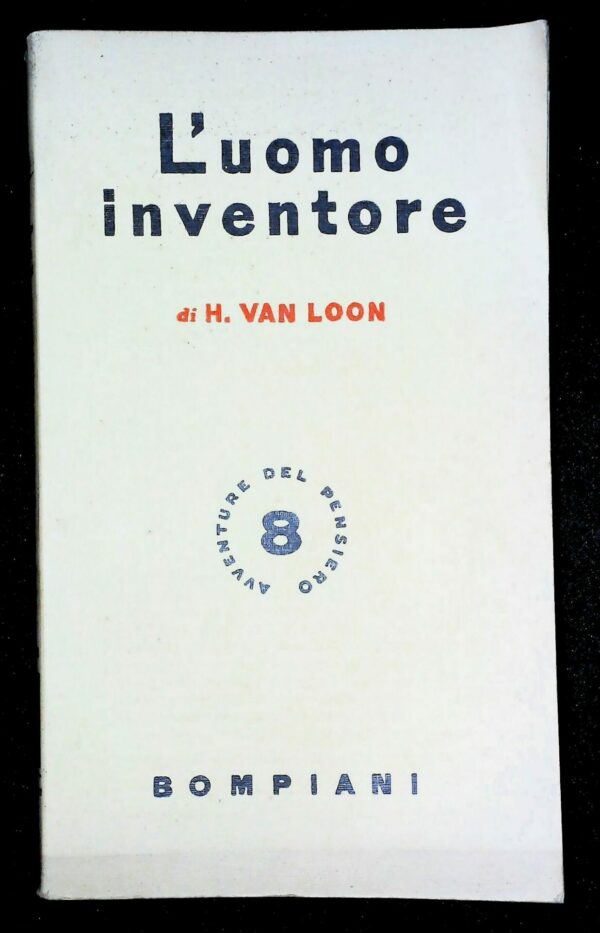 L'uomo
inventore
di H. VAN LOON
AVVENTURE DEL PENSIERO
8
BOMPIANI